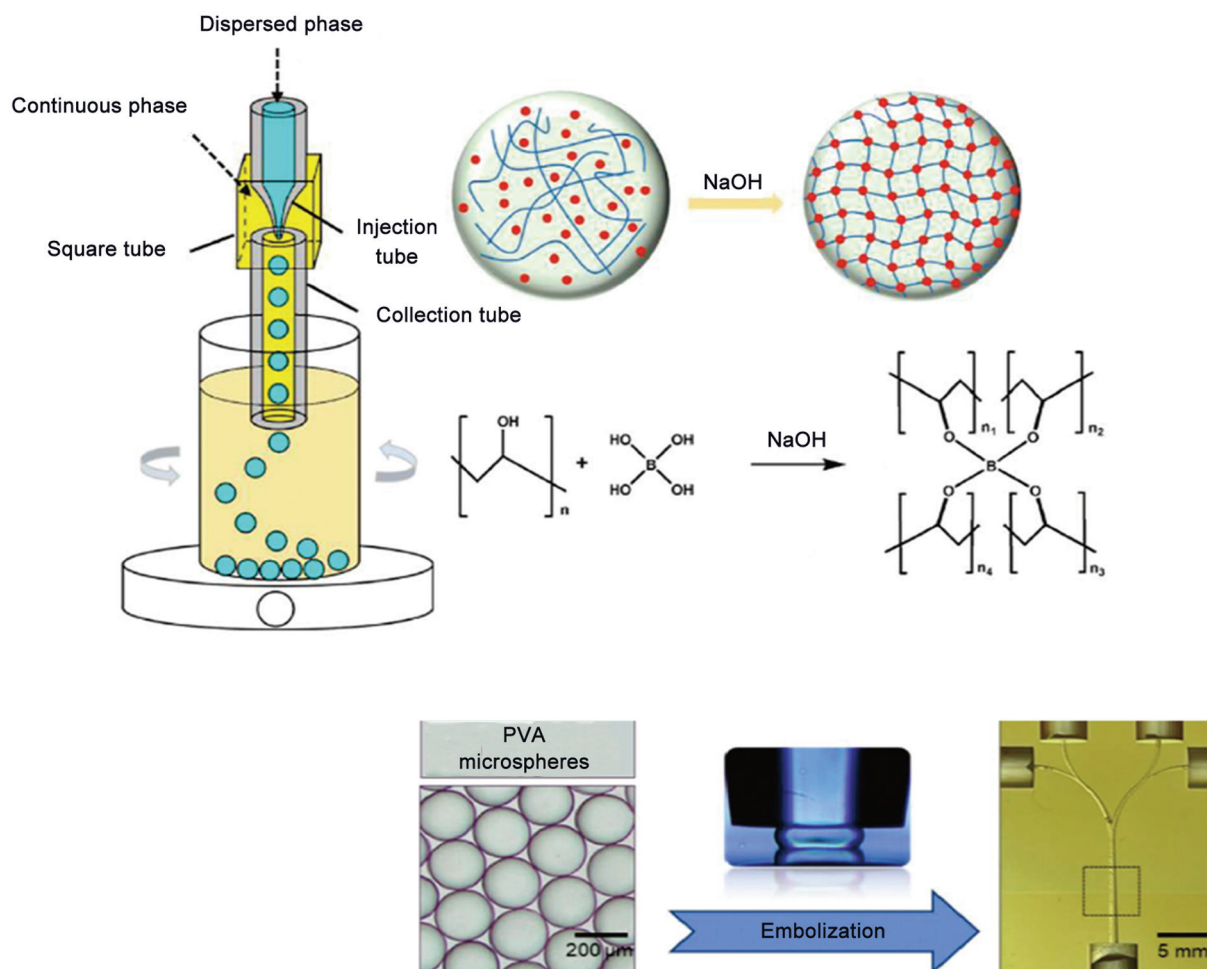 Dispersed phase
Continuous phase
Square tube
Injection
tube
Collection tube
NaOH
OH
n
+
HO
OH
B
HO
OH
NaOH
n1
n2
O
O
B
O
O
n4
n3
PVA
microspheres
200 µm
Embolization
5 mm